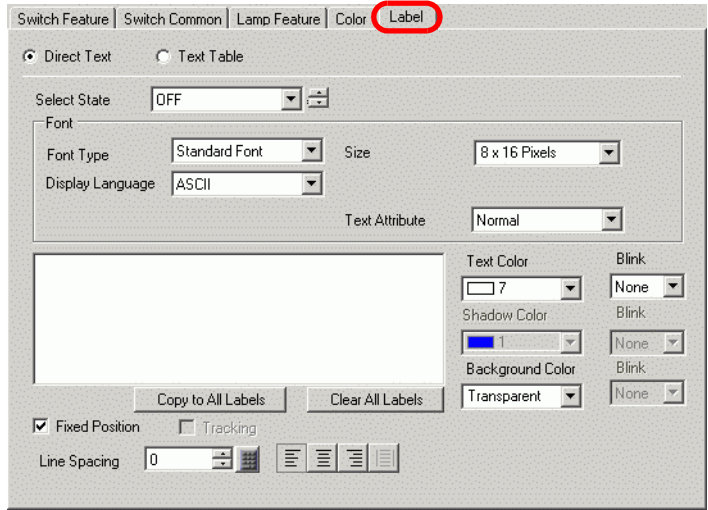 Switch Feature Switch Common Lamp Feature Color Label
Direct Text Text Table
Select State OFF
Font
Font Type Standard Font Size 8 x 16 Pixels
Display Language ASCII
Text Attribute Normal
Text Color Blink
7 None
Shadow Color Blink
1 None
Background Color Blink
Transparent None
Copy to All Labels Clear All Labels
Fixed Position Tracking
Line Spacing 0